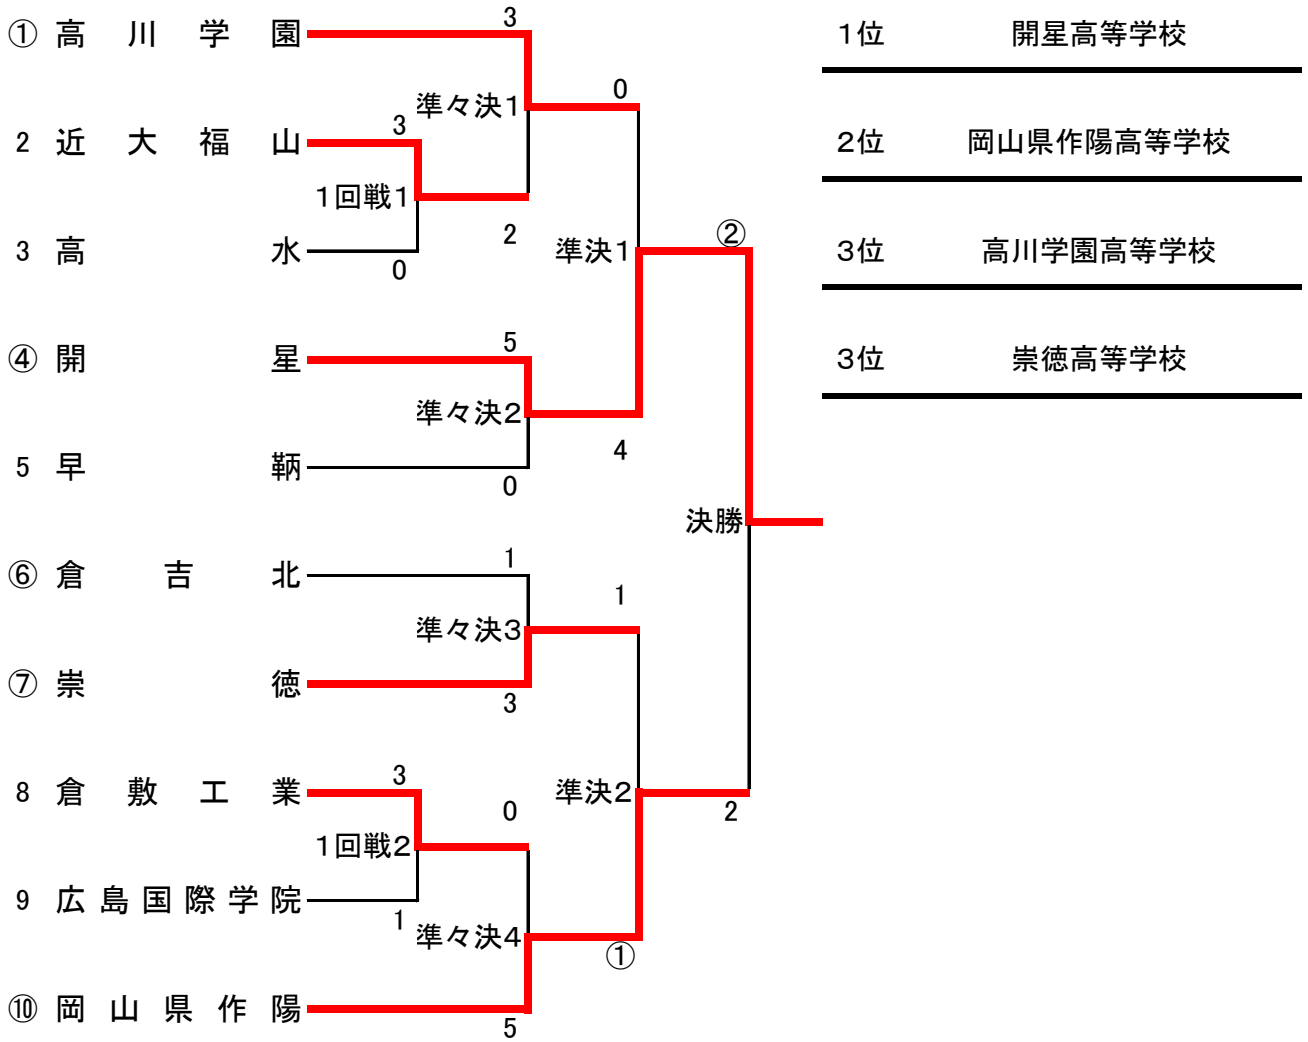 ① 高川学園 3
1位 開星高等学校
準々決1 0
2 近大福山 3
2位 岡山県作陽高等学校
1回戦1
2
3 高水 0
準決1 ②
3位 高川学園高等学校
④ 開星 5
3位 崇徳高等学校
準々決2
4
5 早鞆 0
決勝
⑥ 倉吉北 1
1
準々決3
⑦ 崇徳 3
8 倉敷工業 3
0
準決2 2
1回戦2
9 広島国際学院 1
準々決4 ①
⑩ 岡山県作陽 5